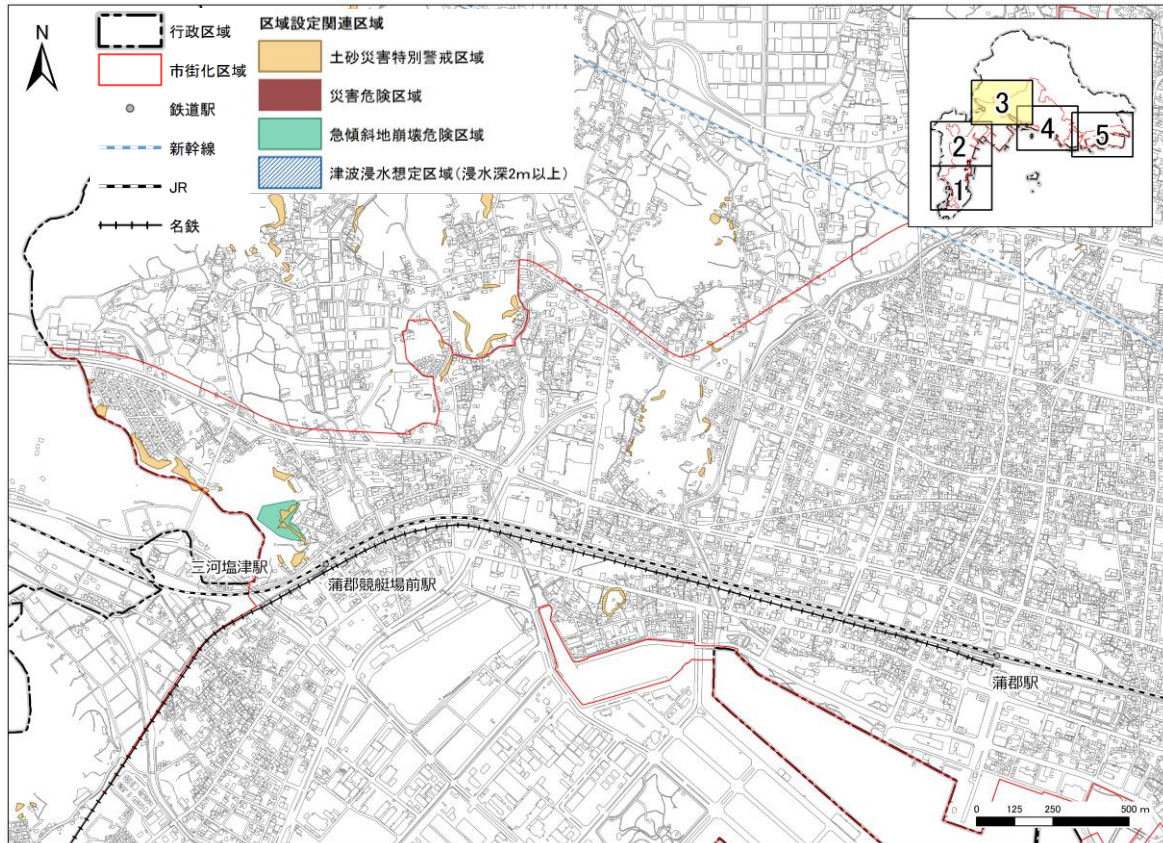 N
行政区域
市街化区域
鉄道駅
新幹線
JR
名鉄
区域設定関連区域
土砂災害特別警戒区域
災害危険区域
急傾斜地崩壊危険区域
津波浸水想定区域(浸水深2m以上)
3
4
5
2
1
三河塩津駅
蒲郡競艇場前駅
蒲郡駅
0 125 250 500 m